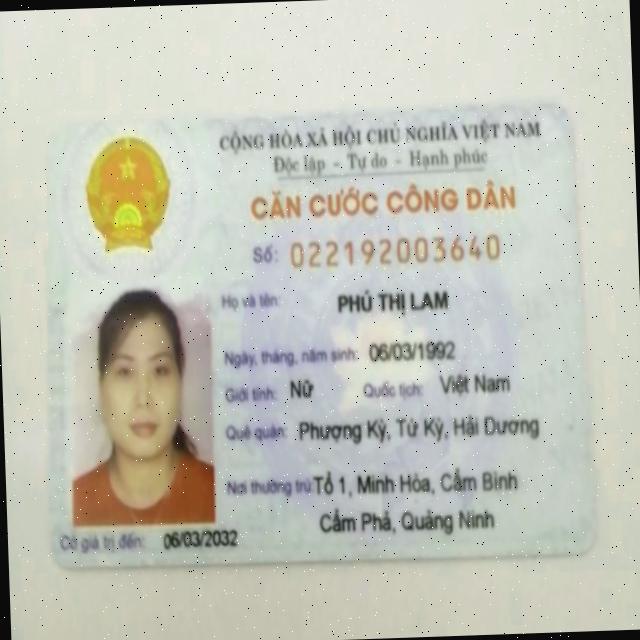 CỘNG HÒA XÃ HỘI CHỦ NGHĨA VIỆT NAM
Độc lập - Tự do - Hạnh phúc
CĂN CƯỚC CÔNG DÂN
Số: 022192003640
Họ và tên: PHÙ THỊ LAM
Ngày, tháng, năm sinh: 06/03/1992
Giới tính: Nữ Quốc tịch: Việt Nam
Quê quán: Phượng Kỳ, Tứ Kỳ, Hải Dương
Nơi thường trú: Tổ 1, Minh Hòa, Cẩm Bình
Cẩm Phả, Quảng Ninh
Có giá trị đến: 06/03/2032